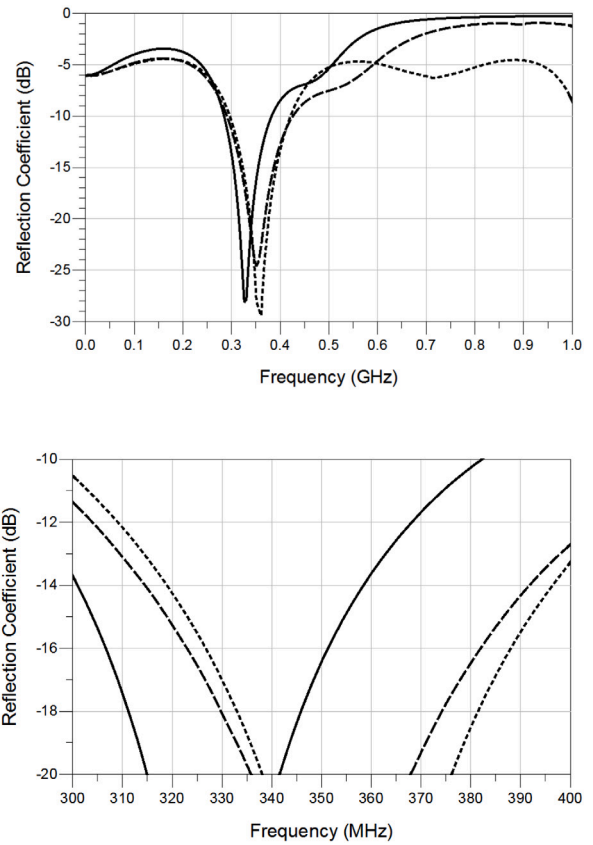 Reflection Coefficient (dB)
0
-5
-10
-15
-20
-25
-30
0.0 0.1 0.2 0.3 0.4 0.5 0.6 0.7 0.8 0.9 1.0
Frequency (GHz)
Reflection Coefficient (dB)
-10
-12
-14
-16
-18
-20
300 310 320 330 340 350 360 370 380 390 400
Frequency (MHz)